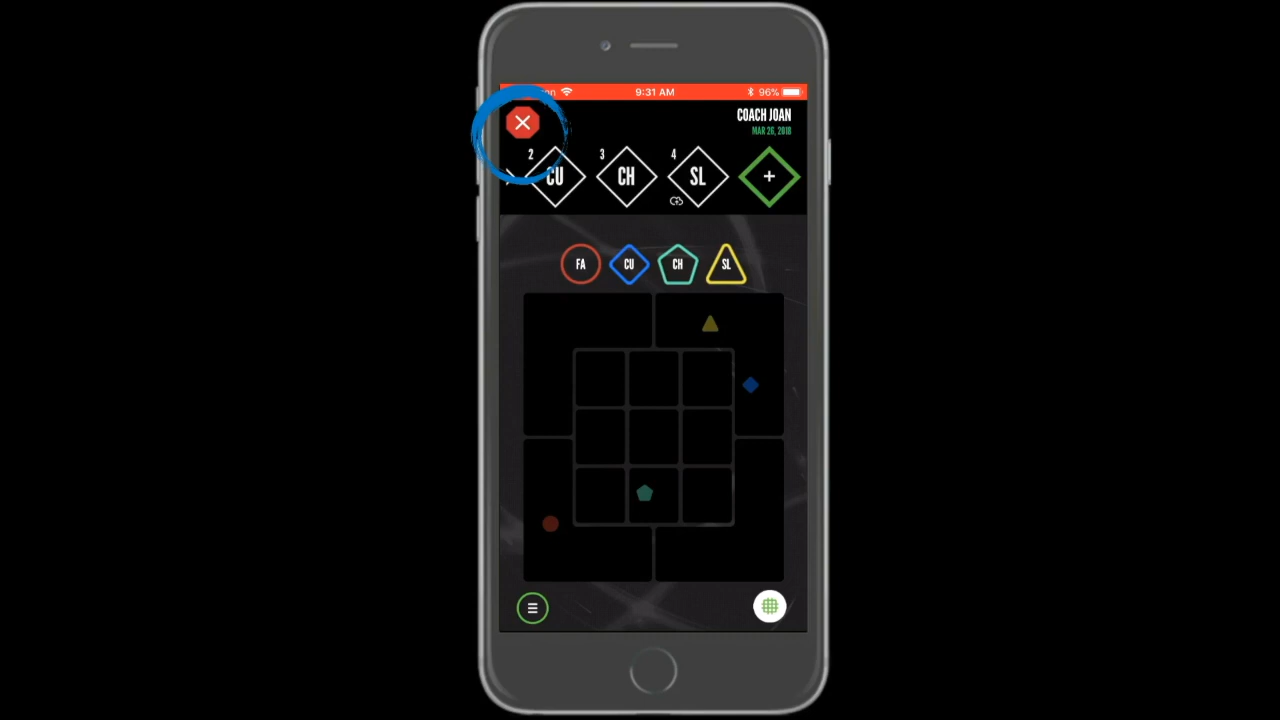 9:31 AM
96%
COACH JOAN
MAR 26, 2018
2
3
4
CU
CH
SL
+
FA
CU
CH
SL